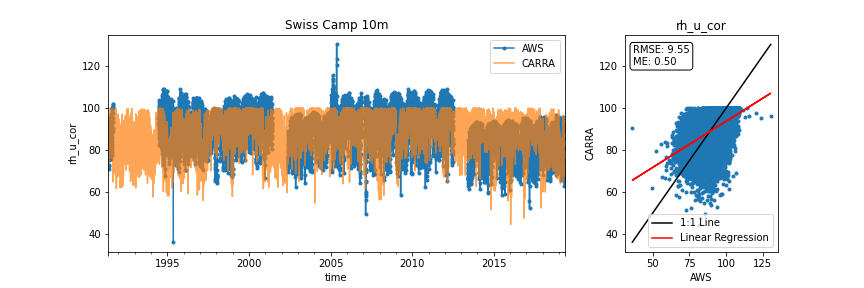 Swiss Camp 10m
rh_u_cor
120
100
80
60
40
1995
2000
2005
2010
2015
time
AWS
CARRA
rh_u_cor
RMSE: 9.55
ME: 0.50
CARRA
120
100
80
60
40
1:1 Line
Linear Regression
50
75
100
125
AWS